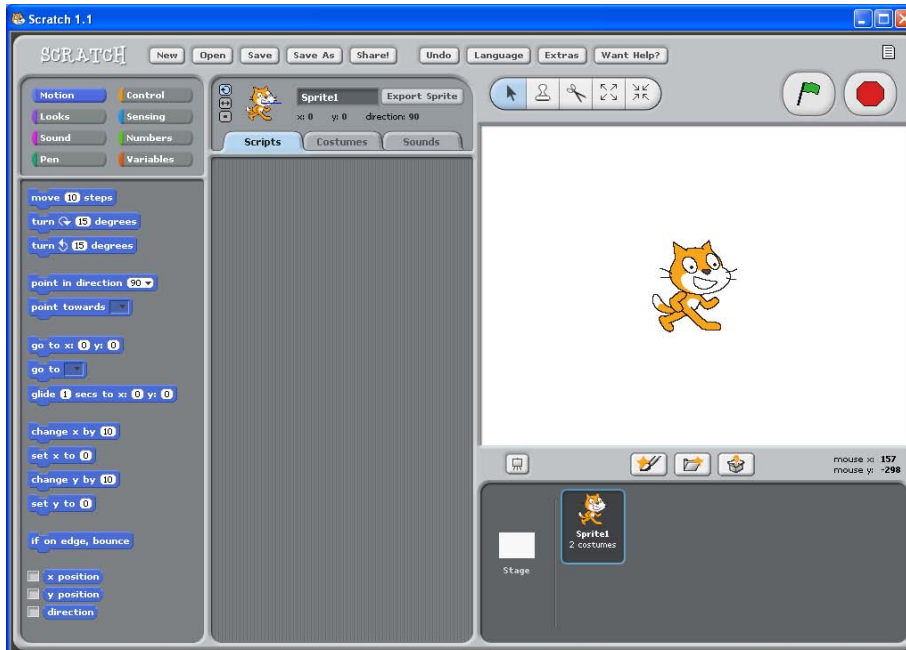 Scratch 1.1
SCRATCH New Open Save Save As Share! Undo Language Extras Want Help?
Motion Control
Looks Sensing
Sound Numbers
Pen Variables
move 10 steps
turn 15 degrees
turn 15 degrees
point in direction 90
point towards
go to x: 0 y: 0
go to
glide 1 secs to x: 0 y: 0
change x by 10
set x to 0
change y by 10
set y to 0
if on edge, bounce
x position
y position
direction
Sprite1 Export Sprite
x: 0 y: 0 direction: 90
Scripts Costumes Sounds
mouse x: 157
mouse y: -298
Stage
Sprite1
2 costumes